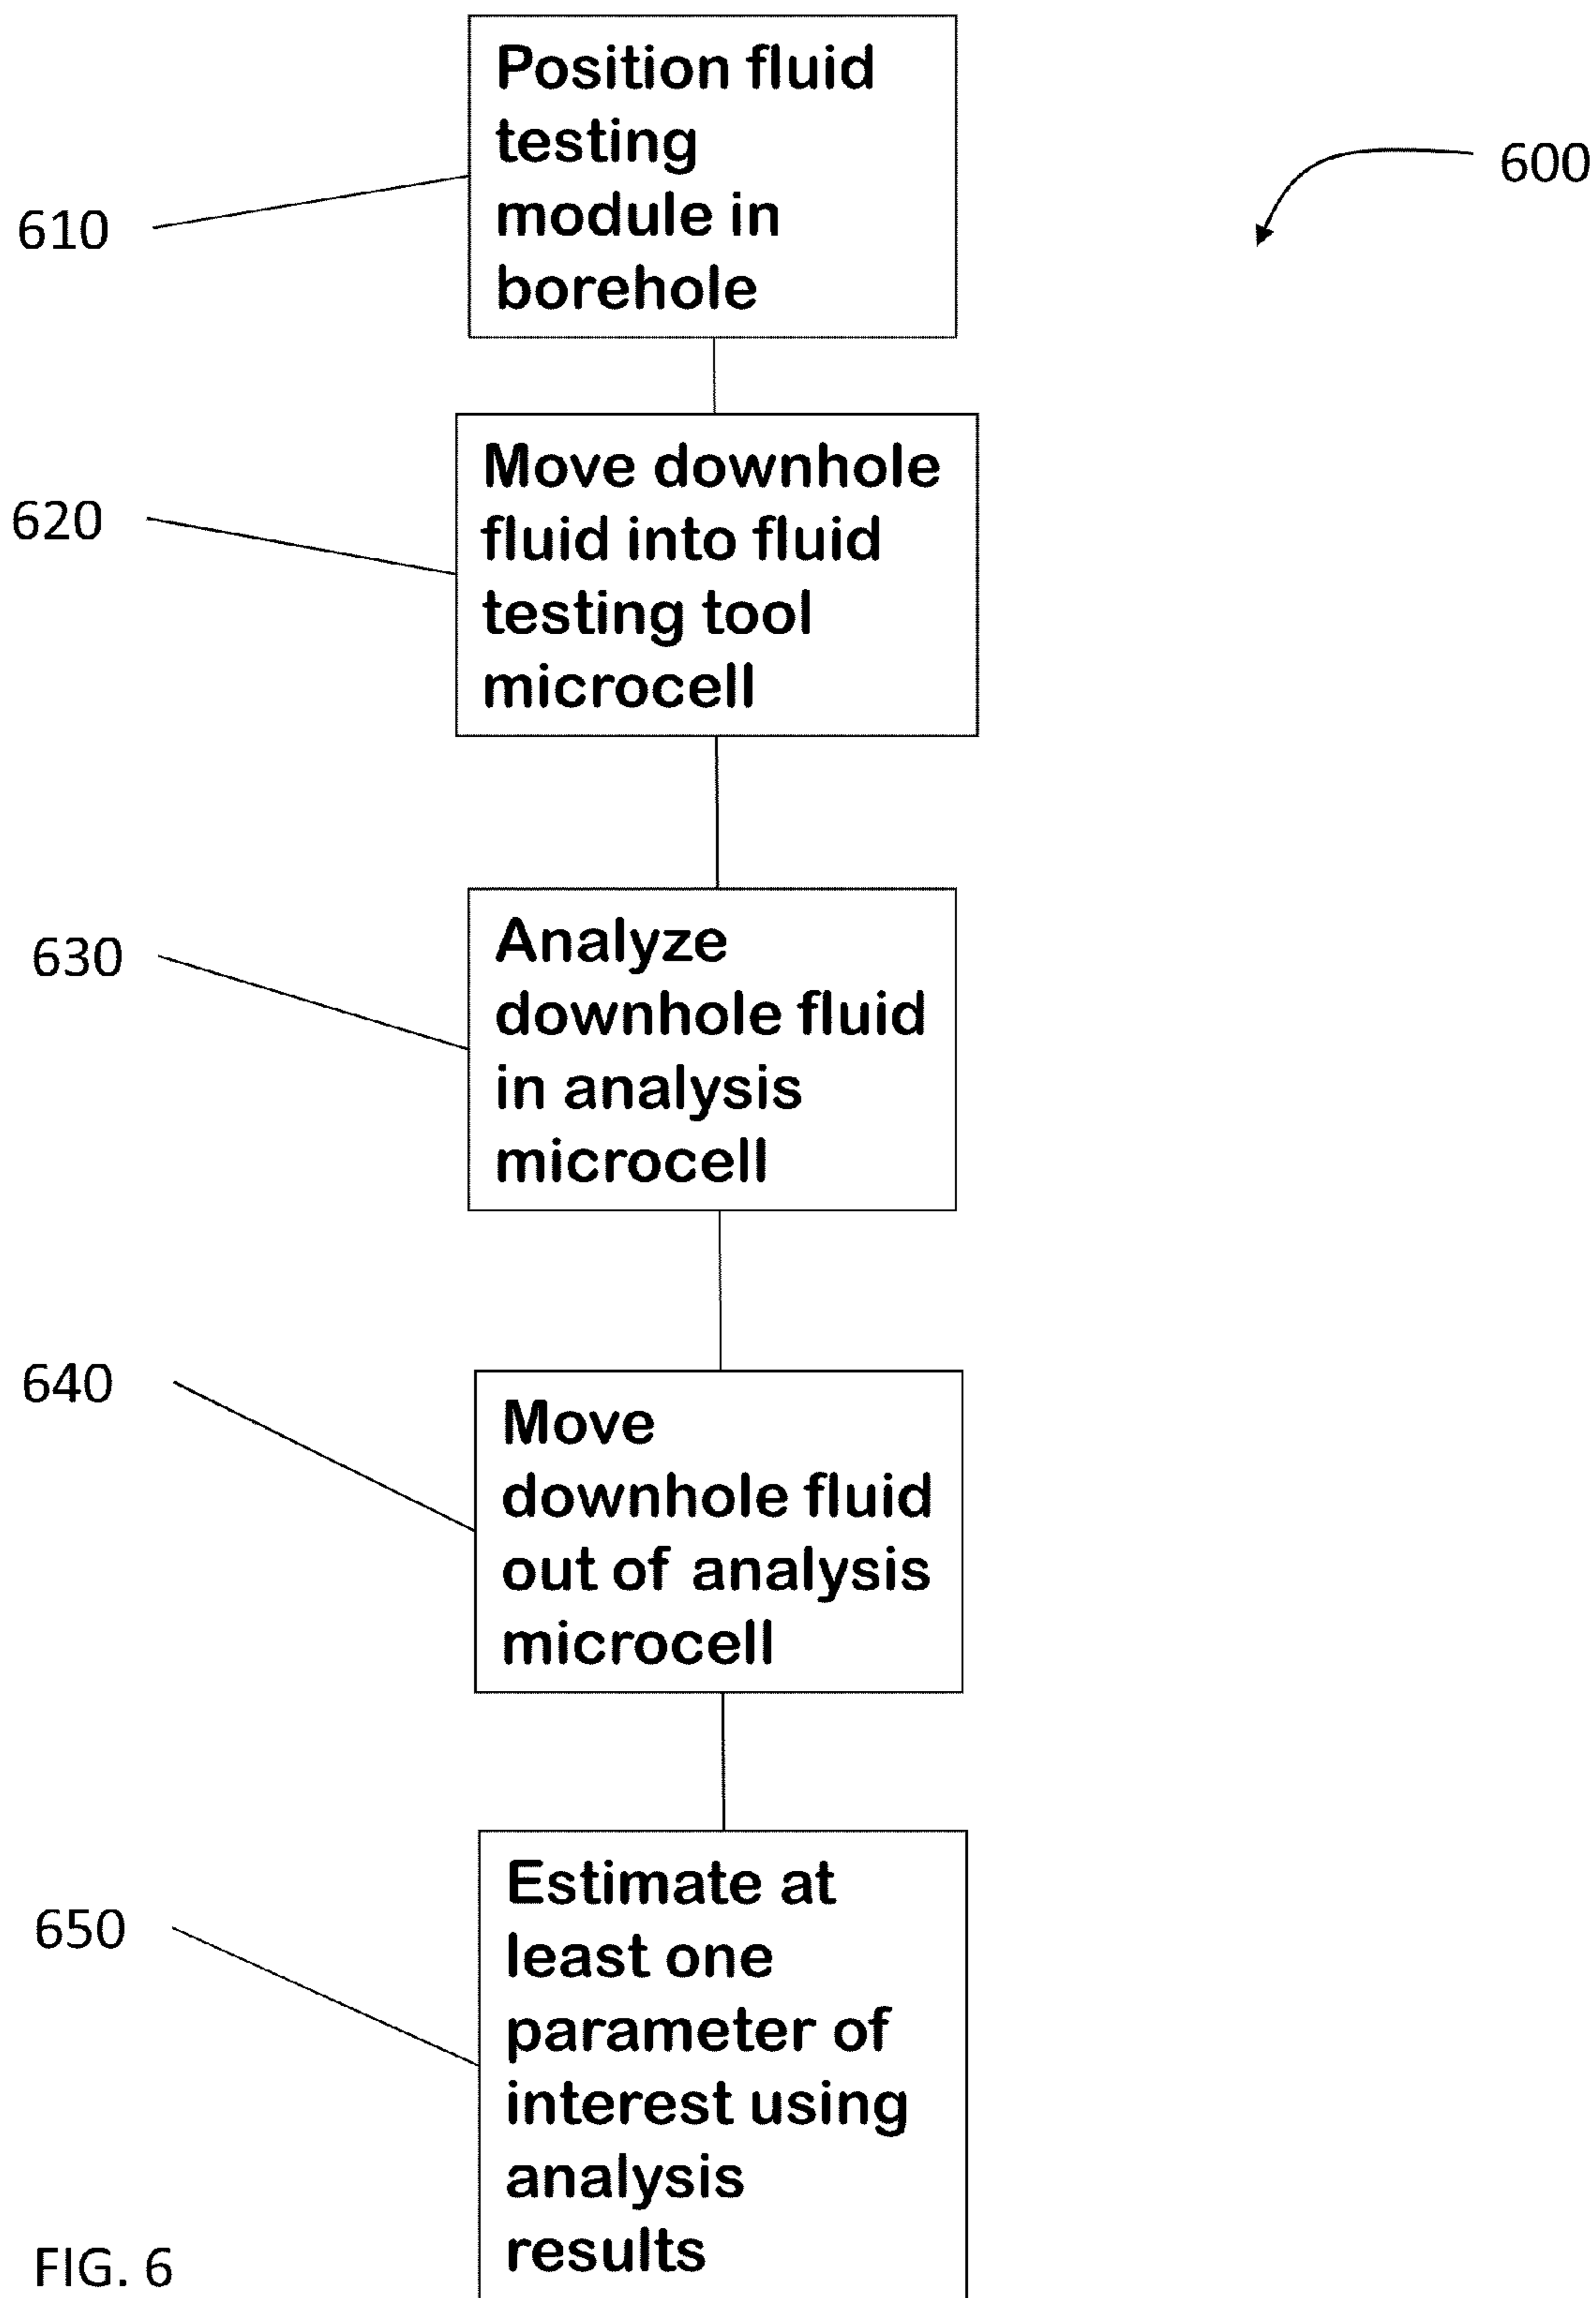 Position fluid
testing
module in
borehole
600
610
Move downhole
fluid into fluid
testing tool
microcell
620
Analyze
downhole fluid
in analysis
microcell
630
640
Move
downhole fluid
out of analysis
microcell
Estimate at
least one
parameter of
interest using
analysis
results
650
FIG. 6